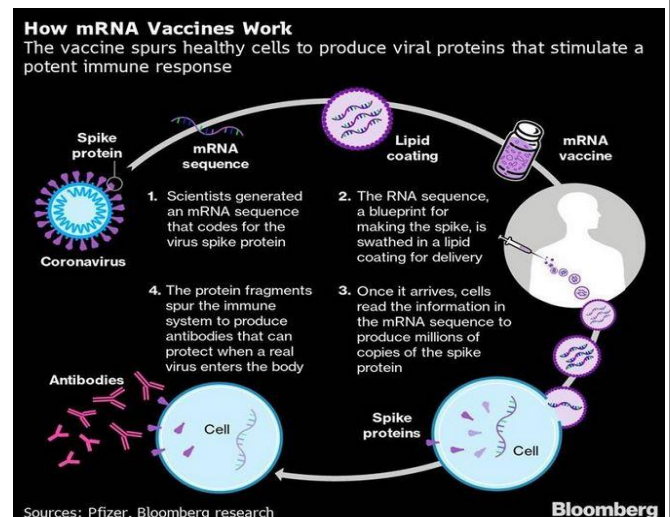 How mRNA Vaccines Work
The vaccine spurs healthy cells to produce viral proteins that stimulate a
potent immune response
Spike
protein
mRNA
sequence
Lipid
coating
mRNA
vaccine
Coronavirus
1. Scientists generated
an mRNA sequence
that codes for the
virus spike protein
2. The RNA sequence,
a blueprint for
making the spike, is
swathed in a lipid
coating for delivery
3. Once it arrives, cells
read the information in
the mRNA sequence to
produce millions of
copies of the spike
protein
4. The protein fragments
spur the immune
system to produce
antibodies that can
protect when a real
virus enters the body
Antibodies
Cell
Spike
proteins
Cell
Sources: Pfizer, Bloomberg research
Bloomberg